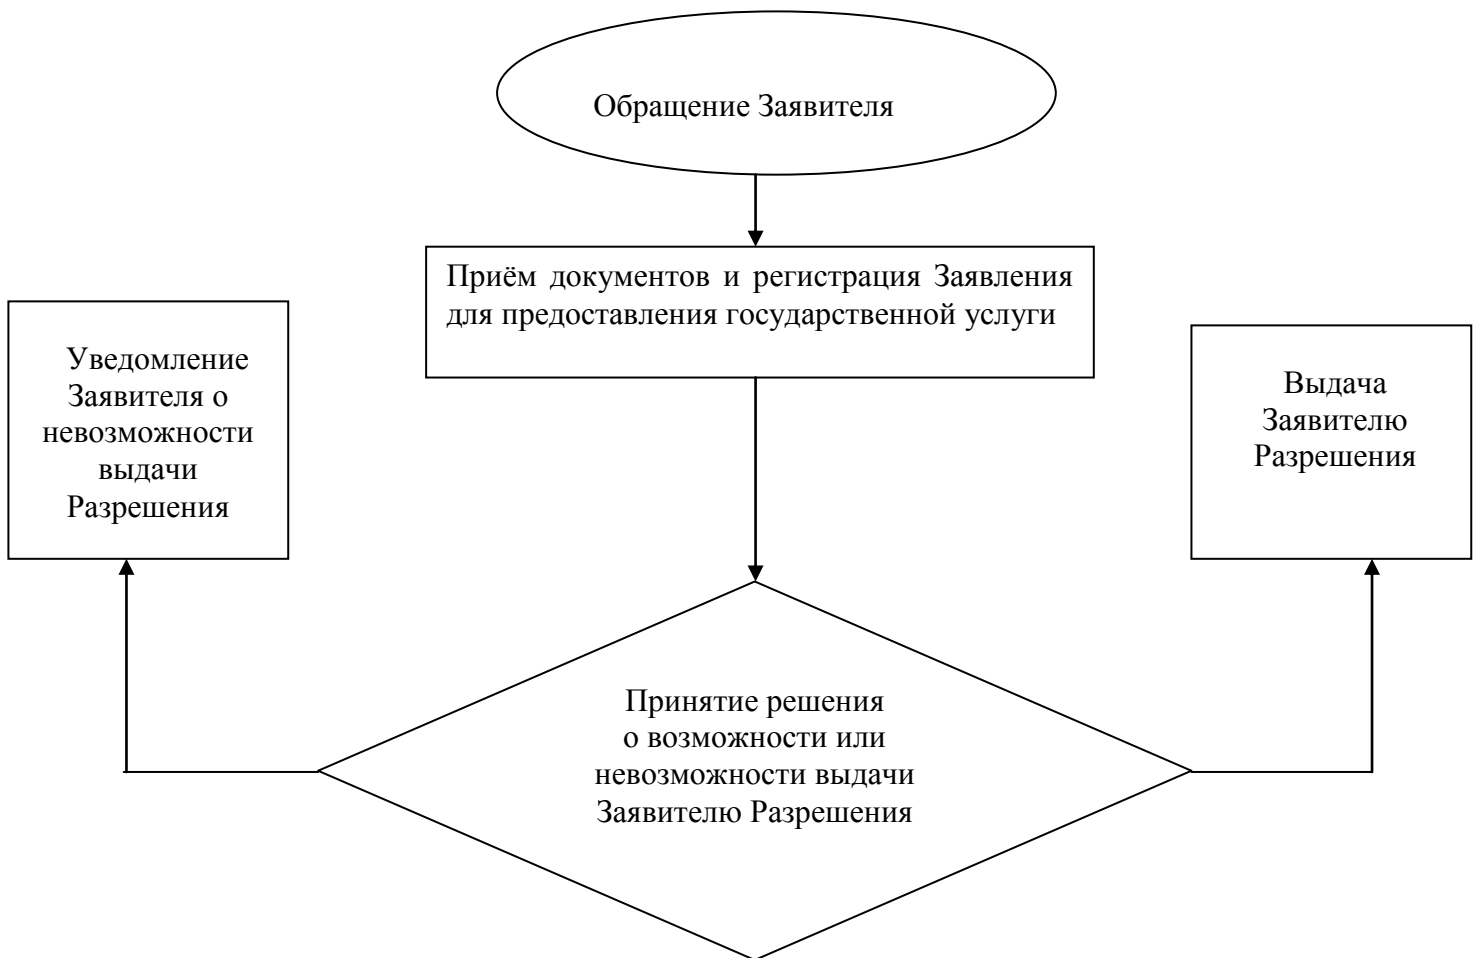 Обращение Заявителя
Приём документов и регистрация Заявления
для предоставления государственной услуги
Уведомление
Заявителя о
невозможности
выдачи
Разрешения
Выдача
Заявителю
Разрешения
Принятие решения
о возможности или
невозможности выдачи
Заявителю Разрешения